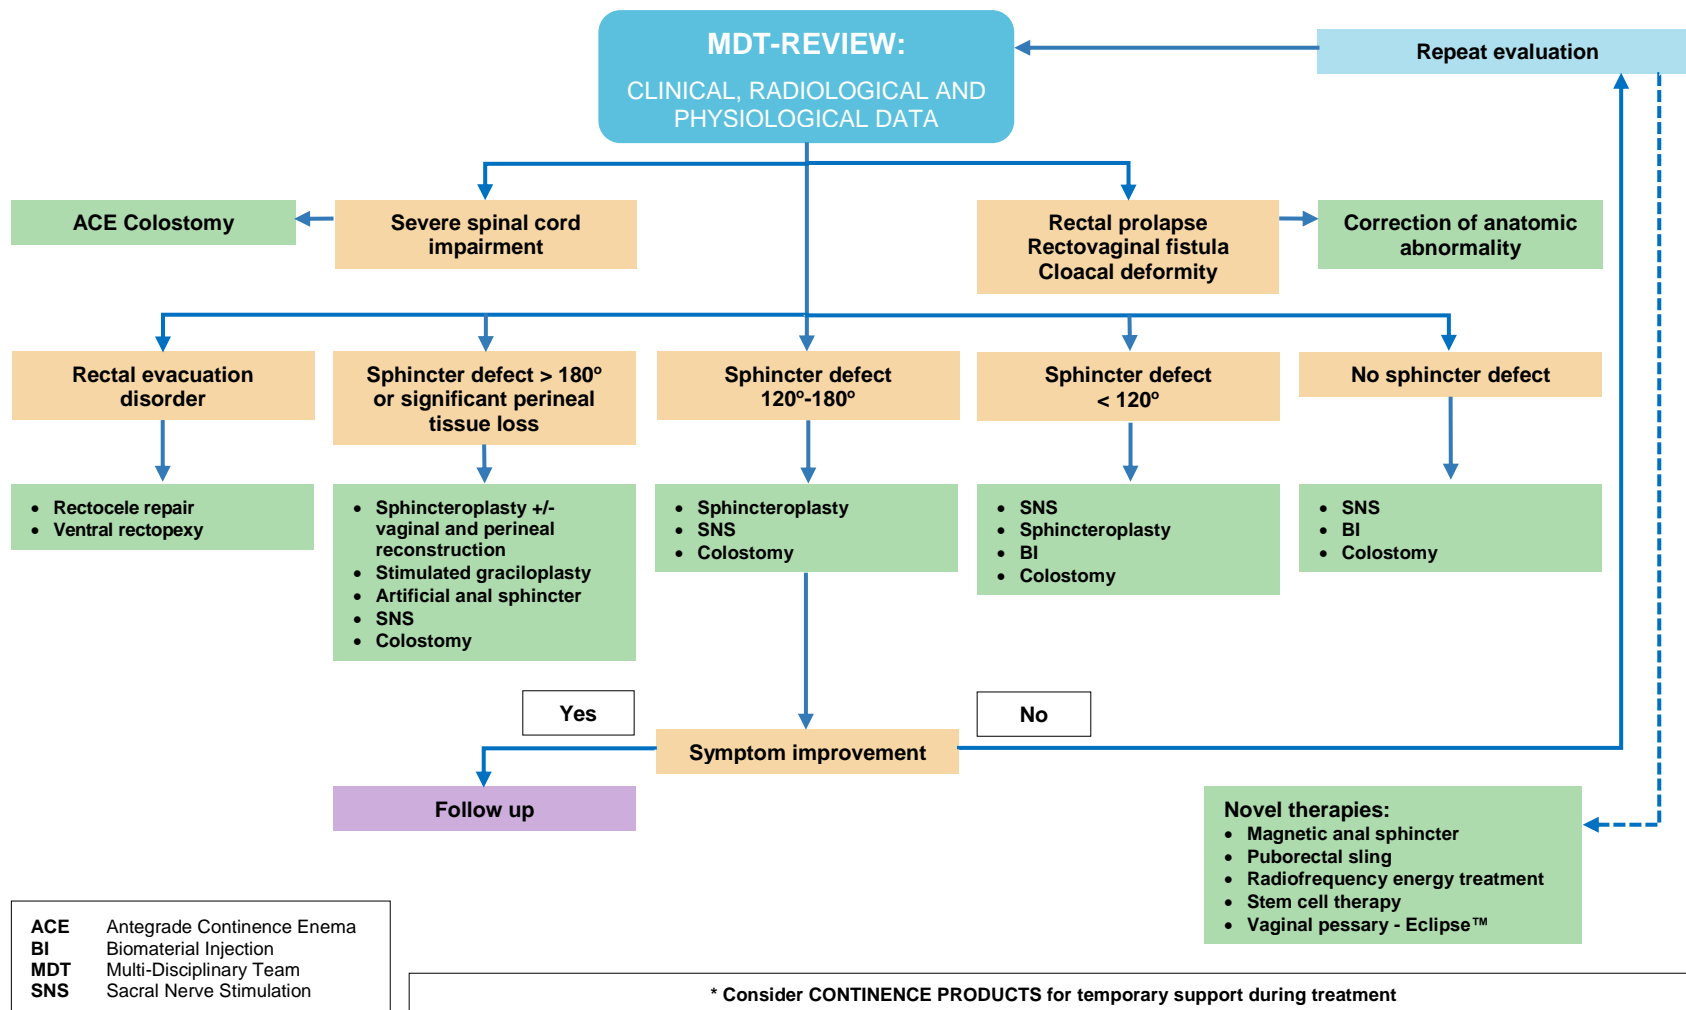 MDT-REVIEW:
CLINICAL, RADIOLOGICAL AND
PHYSIOLOGICAL DATA
Repeat evaluation
ACE Colostomy
Severe spinal cord
impairment
Rectal prolapse
Rectovaginal fistula
Cloacal deformity
Correction of anatomic
abnormality
Rectal evacuation
disorder
Sphincter defect > 180º
or significant perineal
tissue loss
Sphincter defect
120º-180º
Sphincter defect
< 120º
No sphincter defect
• Rectocele repair
• Ventral rectopexy
• Sphincteroplasty +/-
vaginal and perineal
reconstruction
• Stimulated graciloplasty
• Artificial anal sphincter
• SNS
• Colostomy
• Sphincteroplasty
• SNS
• Colostomy
• SNS
• Sphincteroplasty
• BI
• Colostomy
• SNS
• BI
• Colostomy
Yes
No
Symptom improvement
Follow up
Novel therapies:
• Magnetic anal sphincter
• Puborectal sling
• Radiofrequency energy treatment
• Stem cell therapy
• Vaginal pessary - Eclipse™
ACE Antegrade Continence Enema
BI Biomaterial Injection
MDT Multi-Disciplinary Team
SNS Sacral Nerve Stimulation
* Consider CONTINENCE PRODUCTS for temporary support during treatment